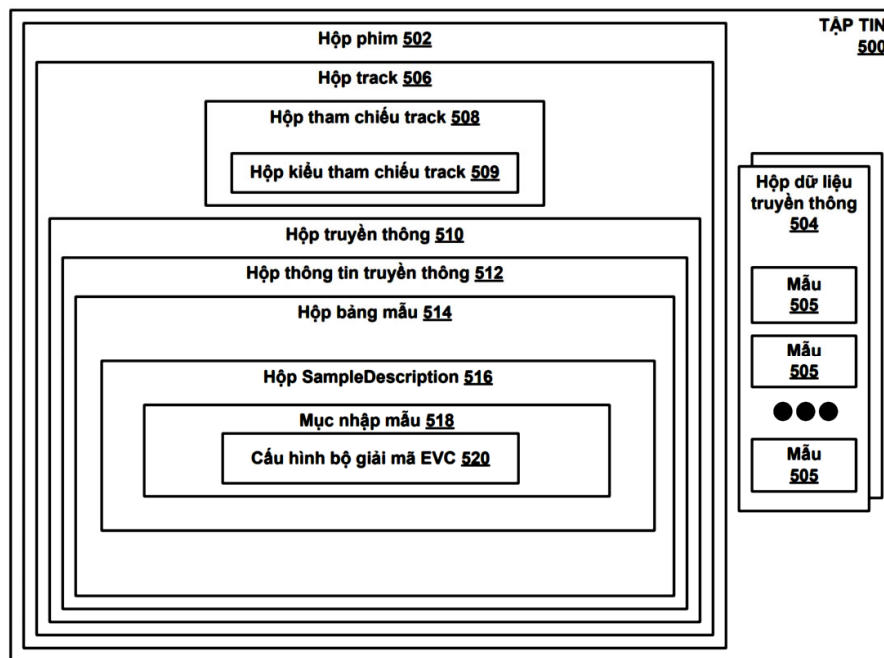 TẬP TIN
500
Hộp phim 502
Hộp track 506
Hộp tham chiếu track 508
Hộp kiểu tham chiếu track 509
Hộp truyền thông 510
Hộp thông tin truyền thông 512
Hộp bảng mẫu 514
Hộp SampleDescription 516
Mục nhập mẫu 518
Cấu hình bộ giải mã EVC 520
Hộp dữ liệu
truyền thông
504
Mẫu
505
Mẫu
505
Mẫu
505